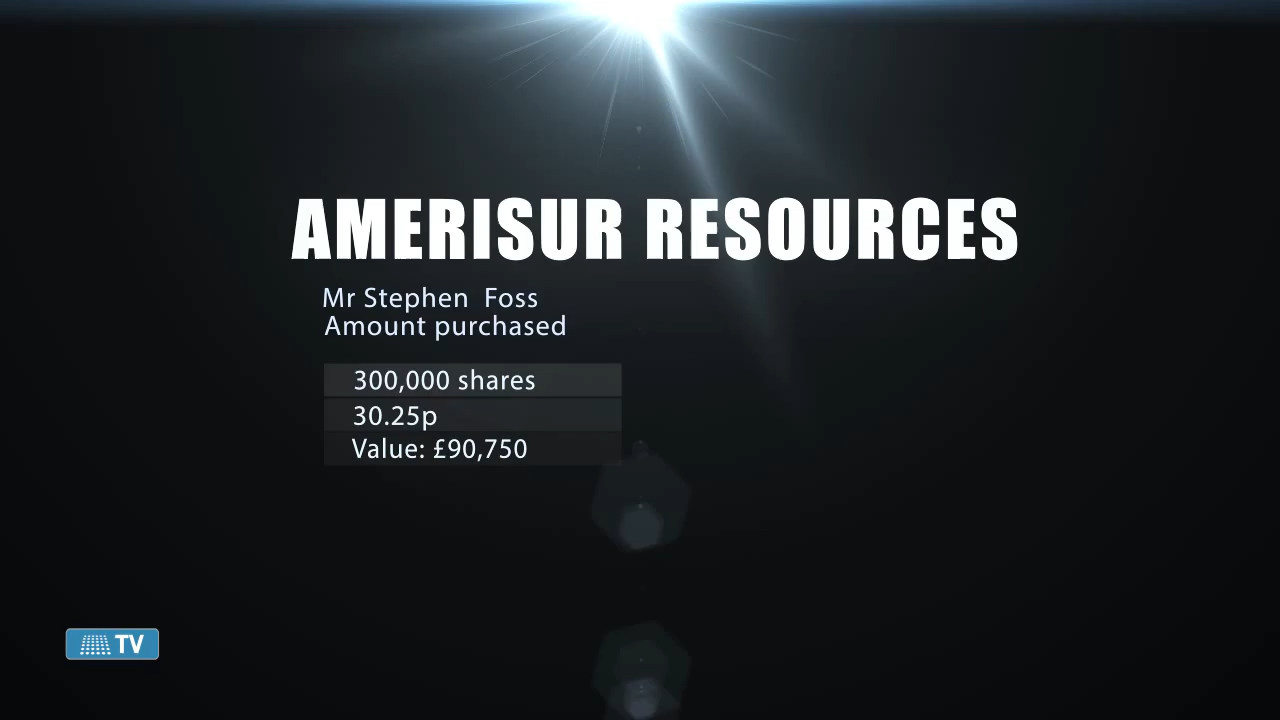 AMERISUR RESOURCES
Mr Stephen Foss
Amount purchased
300,000 shares
30.25p
Value: £90,750
TV